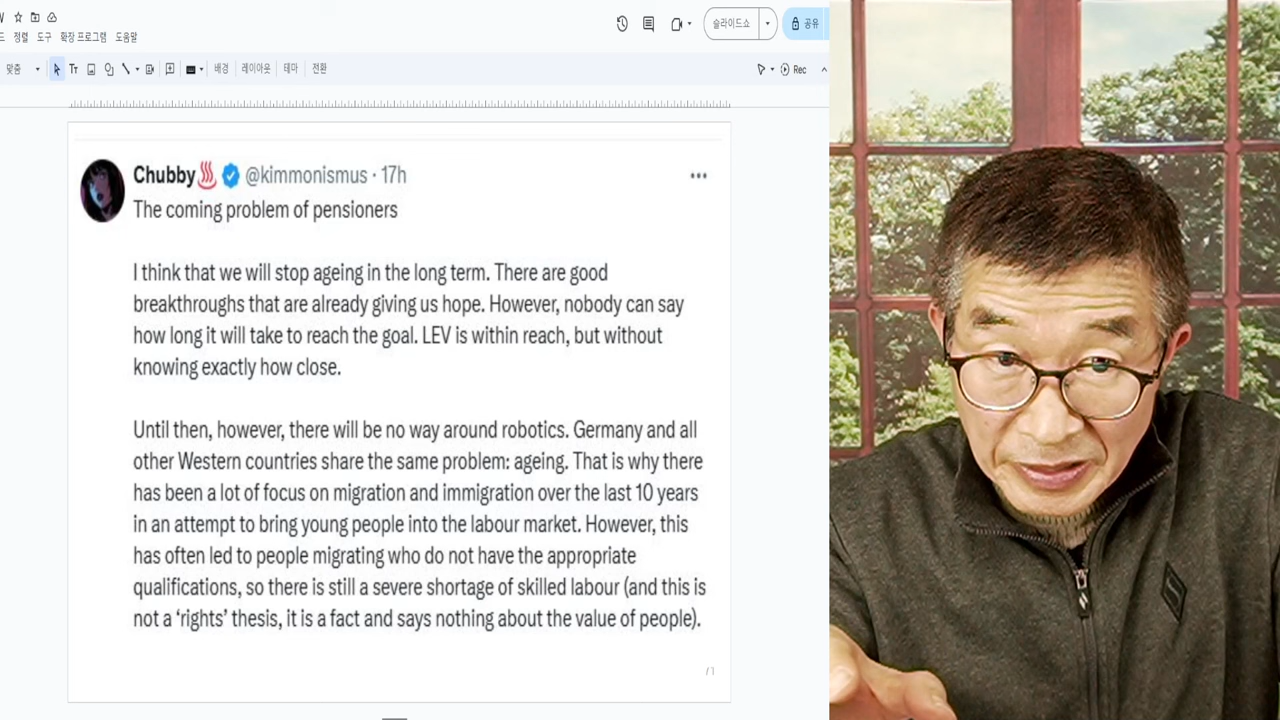 정렬 도구 확장 프로그램 도움말
슬라이드쇼
공유
맞춤
Tr
배경 레이아웃 테마 전환
Rec
Chubby♨️ @kimmonismus · 17h
The coming problem of pensioners
I think that we will stop ageing in the long term. There are good
breakthroughs that are already giving us hope. However, nobody can say
how long it will take to reach the goal. LEV is within reach, but without
knowing exactly how close.
Until then, however, there will be no way around robotics. Germany and all
other Western countries share the same problem: ageing. That is why there
has been a lot of focus on migration and immigration over the last 10 years
in an attempt to bring young people into the labour market. However, this
has often led to people migrating who do not have the appropriate
qualifications, so there is still a severe shortage of skilled labour (and this is
not a ‘rights’ thesis, it is a fact and says nothing about the value of people).